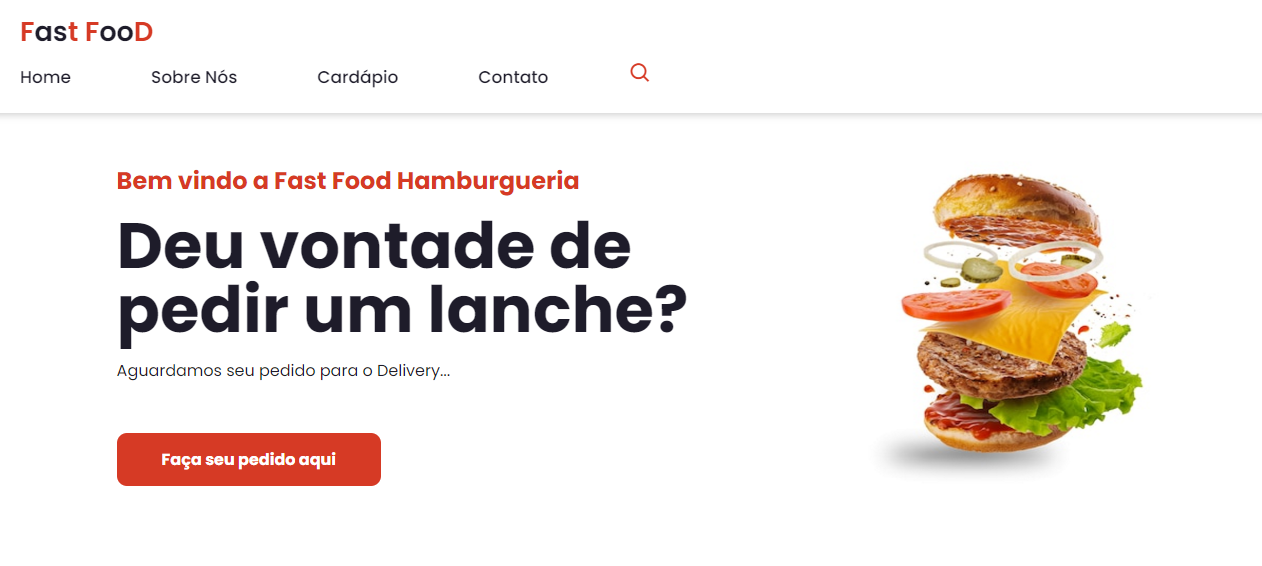 Fast FooD
Home Sobre Nós Cardápio Contato
Bem vindo a Fast Food Hamburgueria
Deu vontade de
pedir um lanche?
Aguardamos seu pedido para o Delivery...
Faça seu pedido aqui